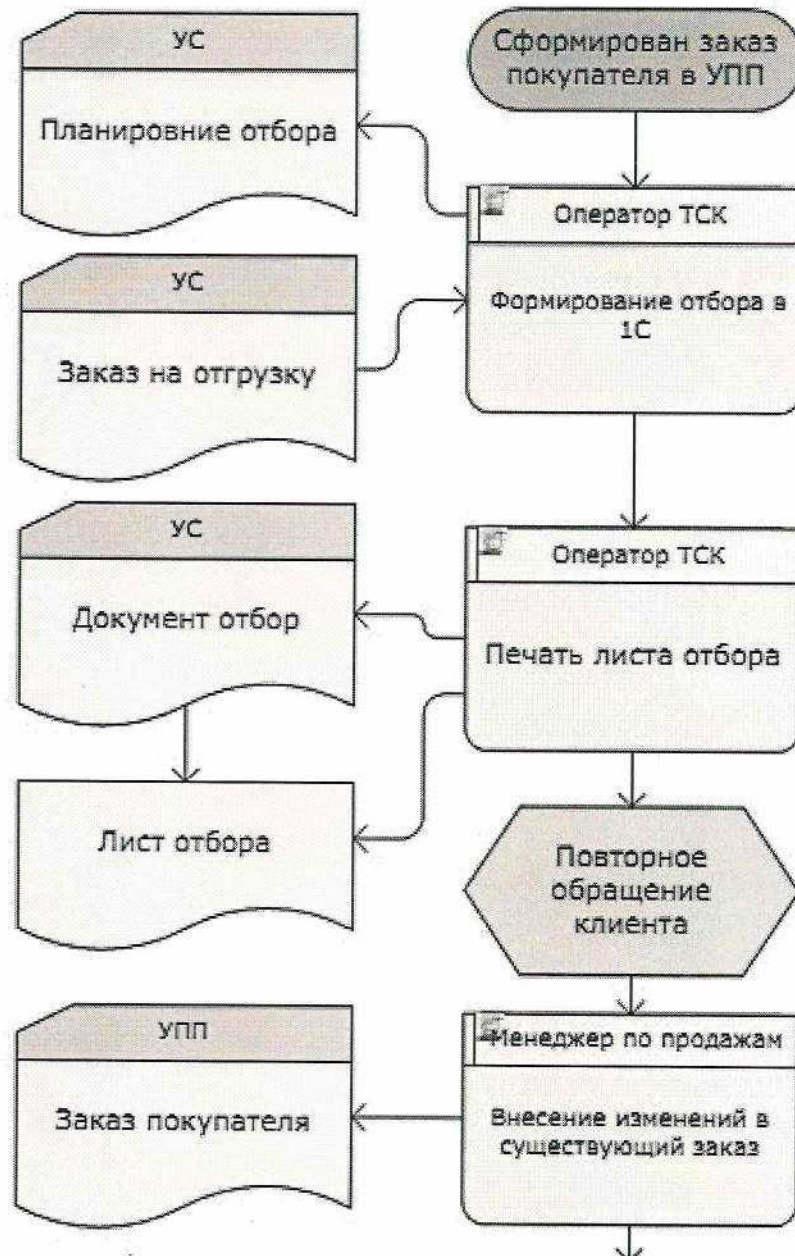 УС
Планировние отбора
Сформирован заказ
покупателя в УПП
Оператор ТСК
Формирование отбора в
1С
УС
Заказ на отгрузку
УС
Документ отбор
Оператор ТСК
Печать листа отбора
Лист отбора
Повторное
обращение
клиента
УПП
Заказ покупателя
Менеджер по продажам
Внесение изменений в
существующий заказ